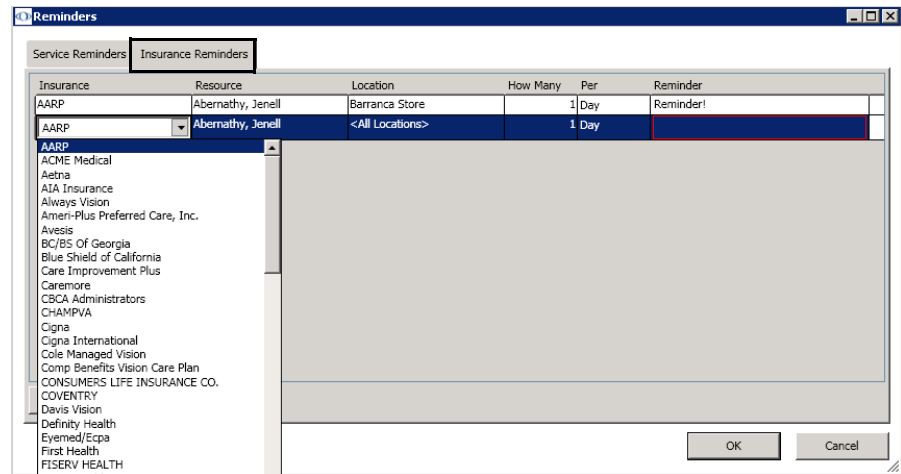 Reminders
Service Reminders Insurance Reminders
Insurance Resource Location How Many Per Reminder
AARP Abernathy, Jenell Barranca Store 1 Day Reminder!
AARP Abernathy, Jenell <All Locations> 1 Day
AARP
ACME Medical
Aetna
AIA Insurance
Always Vision
Ameri-Plus Preferred Care, Inc.
Avesis
BC/BS Of Georgia
Blue Shield of California
Care Improvement Plus
Caremore
CBCA Administrators
CHAMPVA
Cigna
Cigna International
Cole Managed Vision
Comp Benefits Vision Care Plan
CONSUMERS LIFE INSURANCE CO.
COVENTRY
Davis Vision
Definity Health
Eyemed/Ecpa
First Health
FISERV HEALTH
OK Cancel